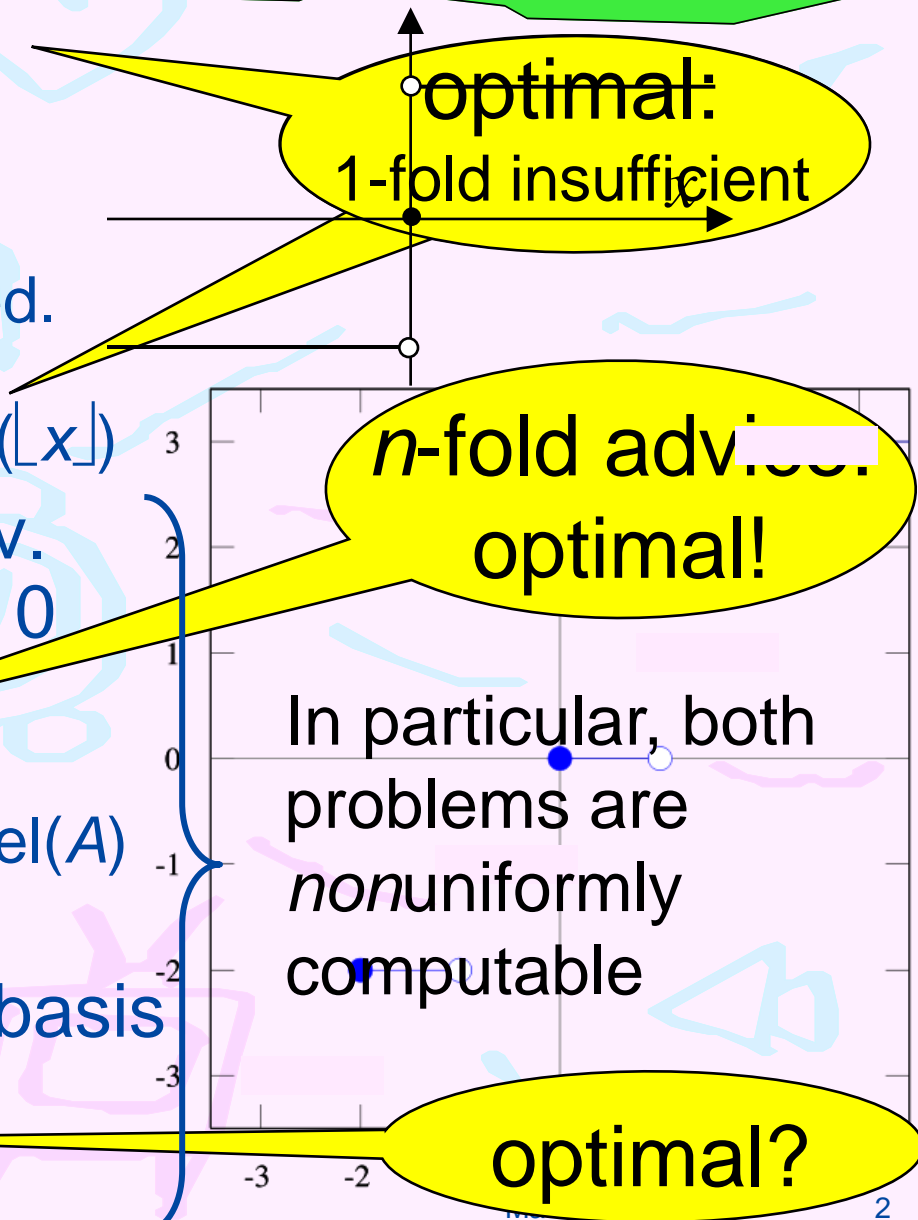 optimal:
1-fold insufficient
x
d.
(⌊x⌋)
v.
0
n-fold advice:
optimal!
3
2
1
0
-1
-2
-3
In particular, both
problems are
nonuniformly
computable
el(A)
basis
optimal?
-3 -2
2